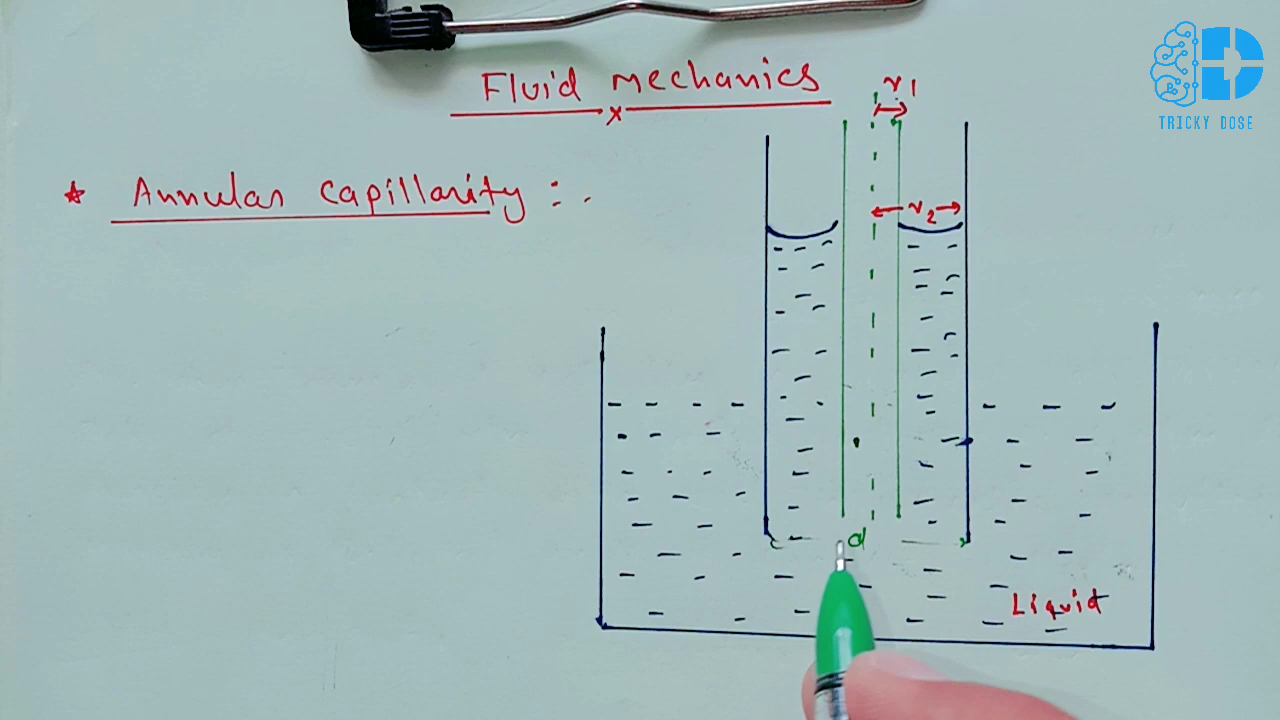 Fluid mechanics
x
r1
TRICKY DOSE
* Annular capillarity :-
r2
d
Liquid